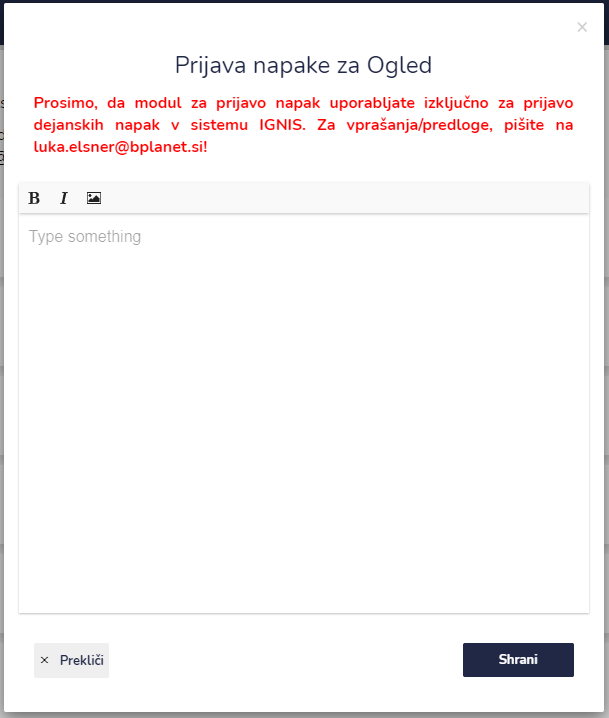 ×
Prijava napake za Ogled
Prosimo, da modul za prijavo napak uporabljate izključno za prijavo
dejanskih napak v sistemu IGNIS. Za vprašanja/predloge, pišite na
luka.elsner@bplanet.si!
B I
Type something
× Prekliči
Shrani